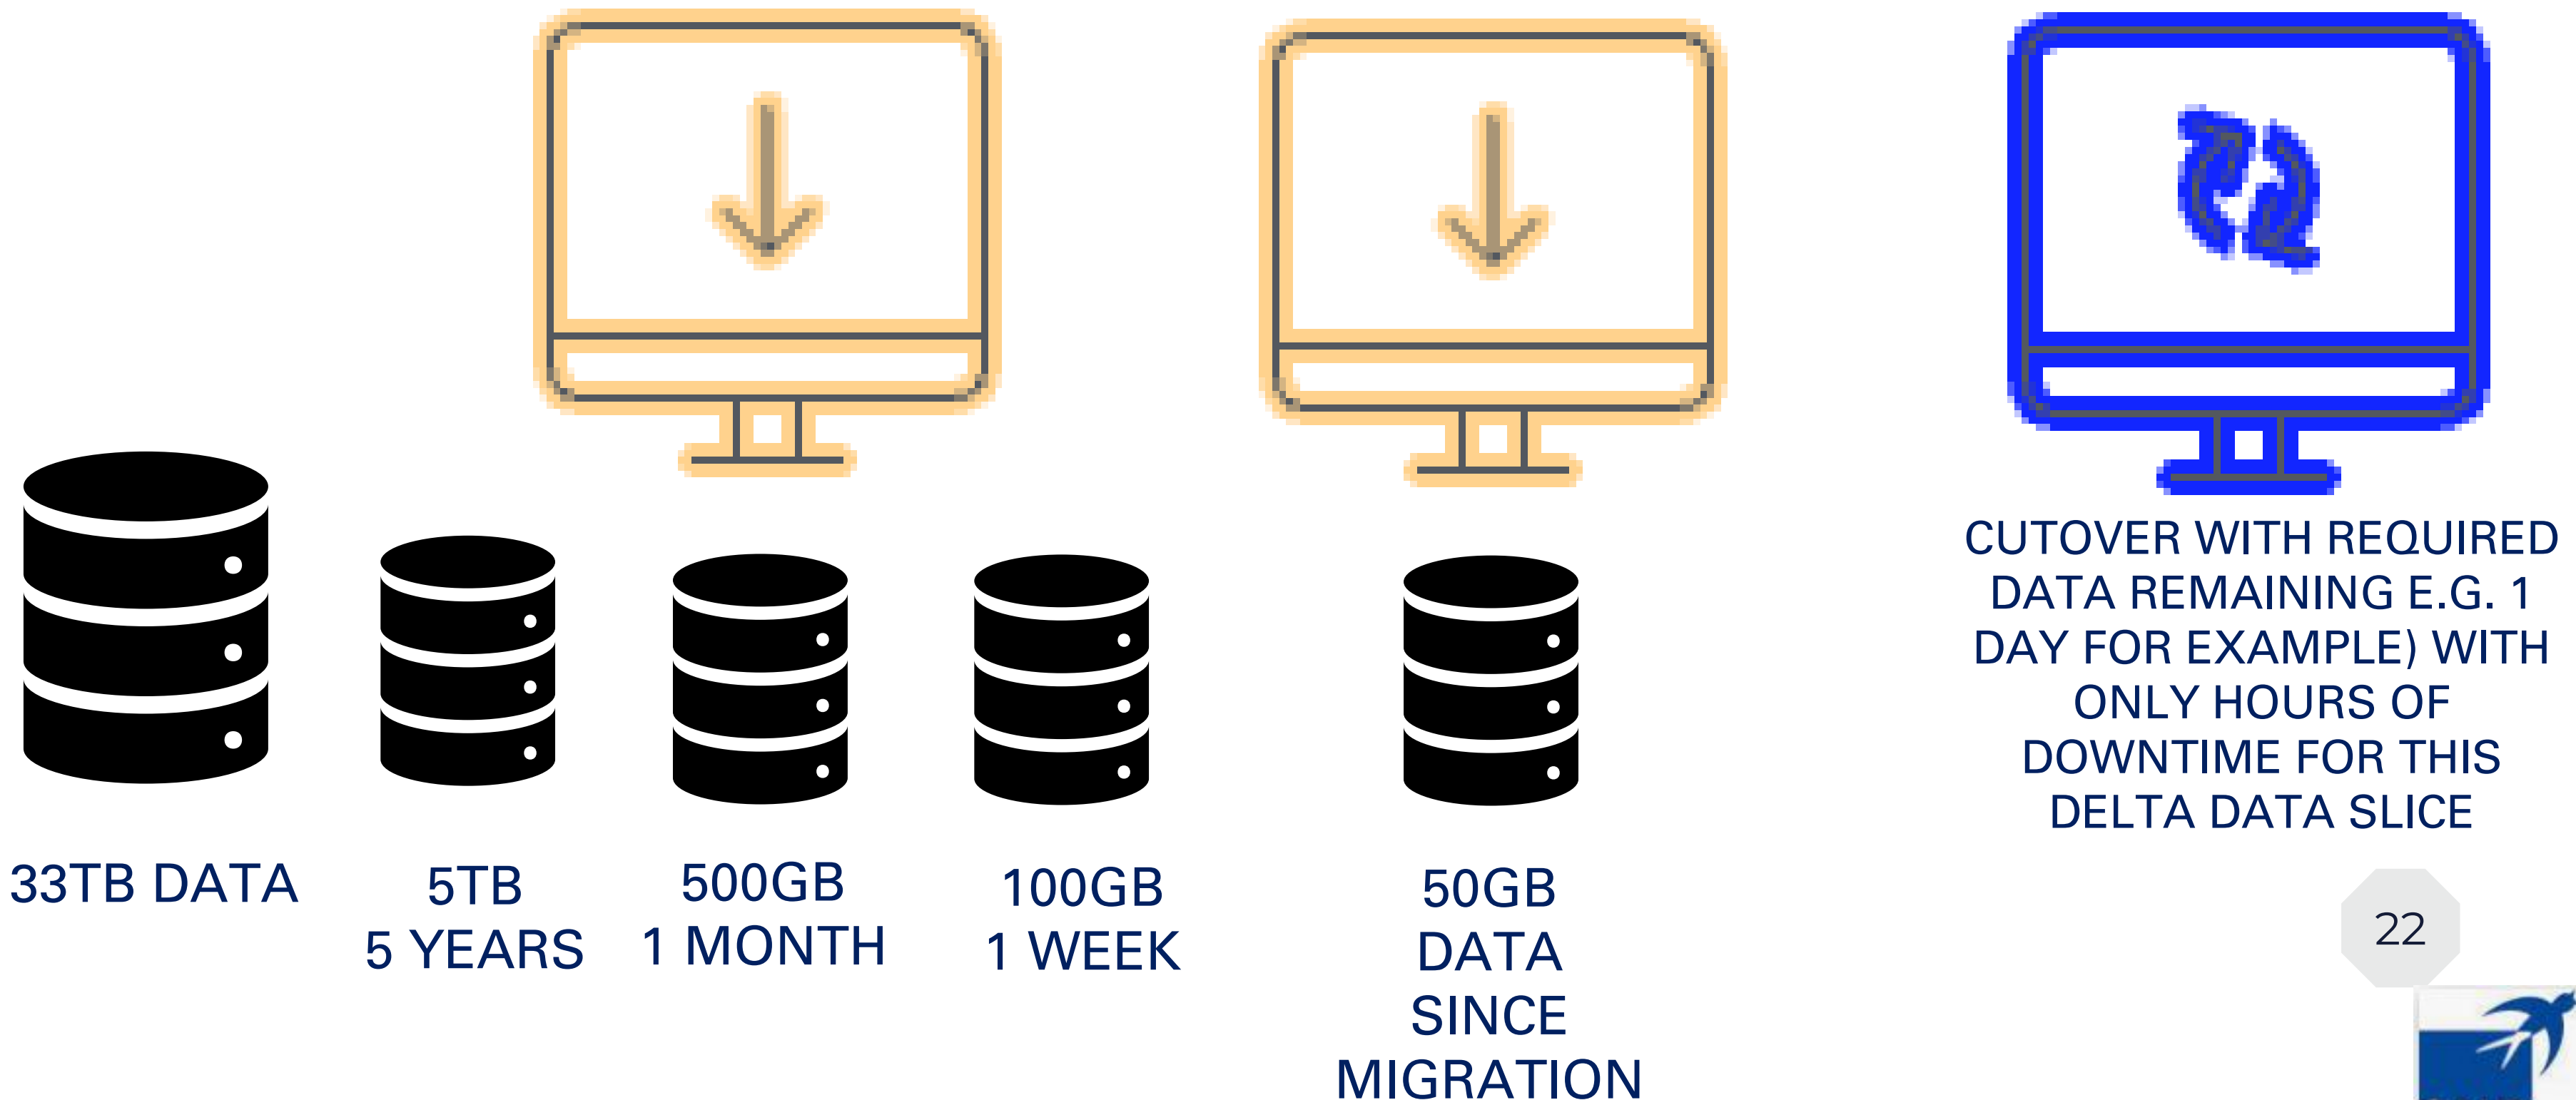 33TB DATA
5TB
5 YEARS
500GB
1 MONTH
100GB
1 WEEK
50GB
DATA
SINCE
MIGRATION
CUTOVER WITH REQUIRED
DATA REMAINING E.G. 1
DAY FOR EXAMPLE) WITH
ONLY HOURS OF
DOWNTIME FOR THIS
DELTA DATA SLICE
22